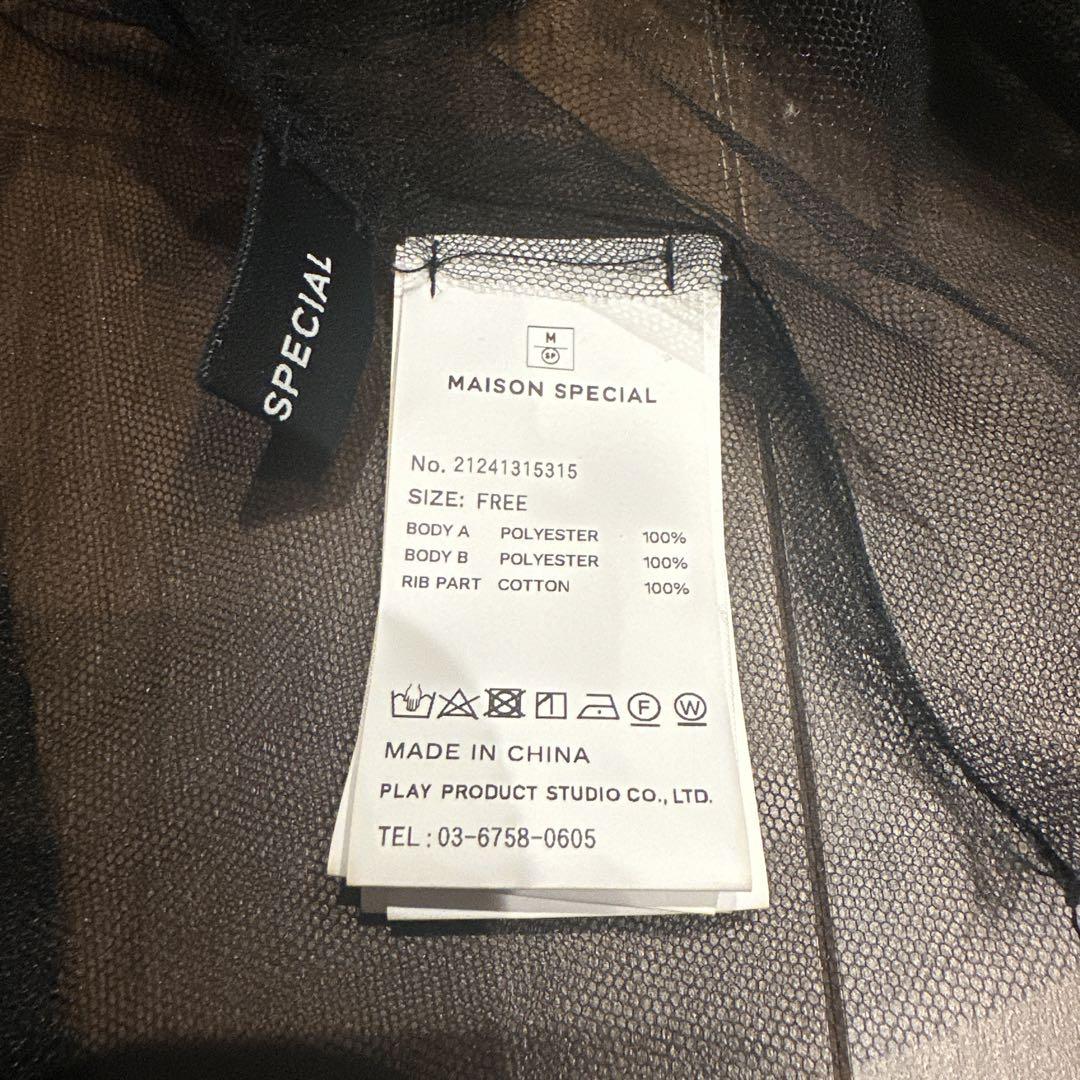 SPECIAL
M
SP
MAISON SPECIAL
No. 21241315315
SIZE: FREE
BODY A POLYESTER 100%
BODY B POLYESTER 100%
RIB PART COTTON 100%
F W
MADE IN CHINA
PLAY PRODUCT STUDIO CO., LTD.
TEL : 03-6758-0605